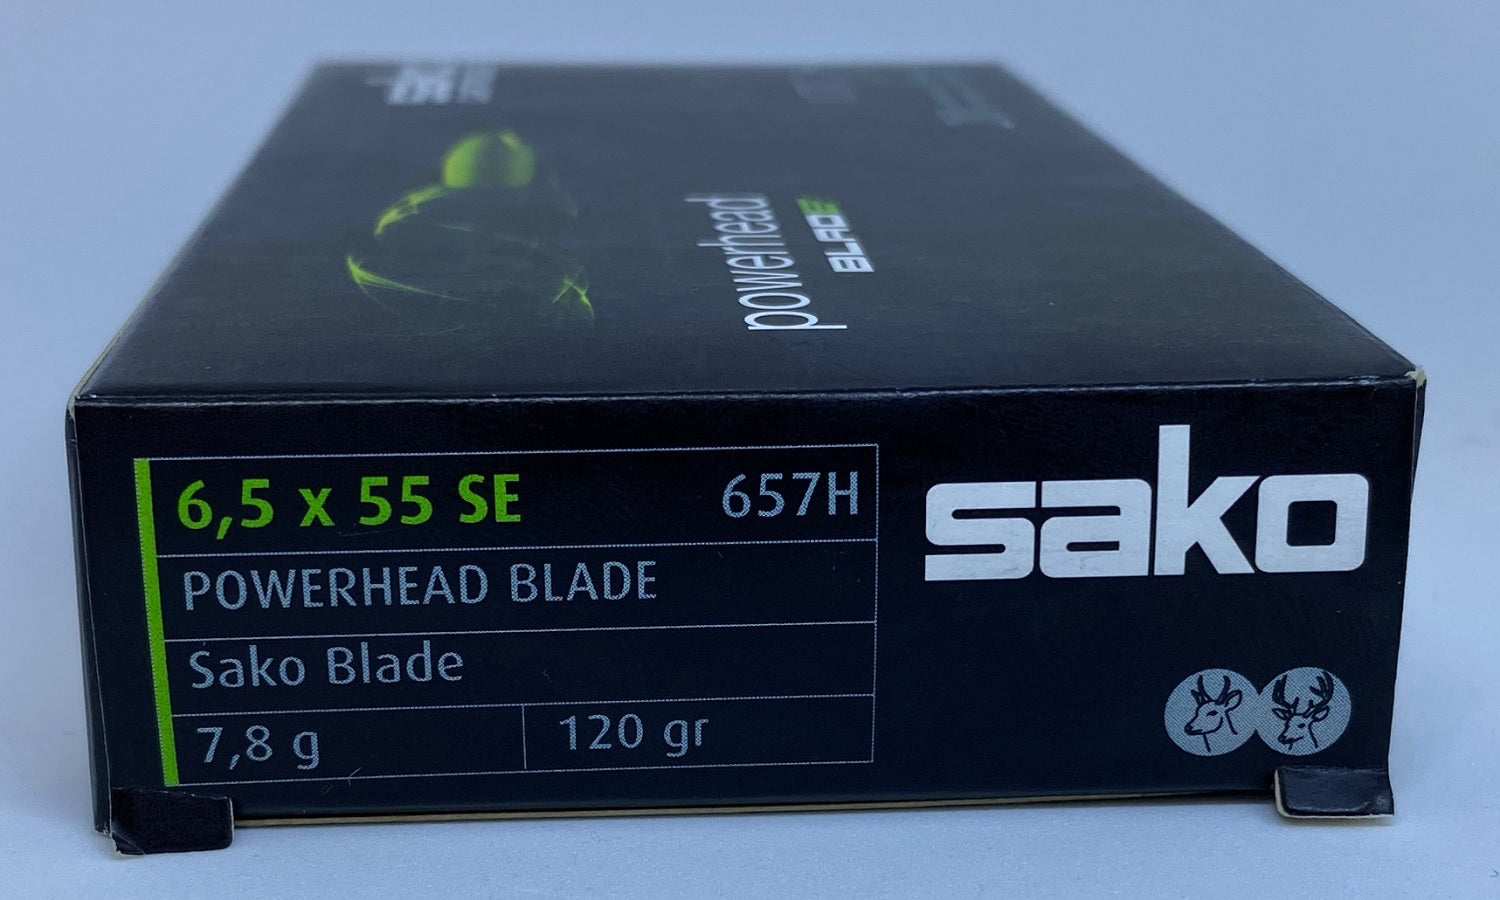 powerhead
BLADE
6,5 x 55 SE 657H
POWERHEAD BLADE
Sako Blade
7,8 g 120 gr
sako